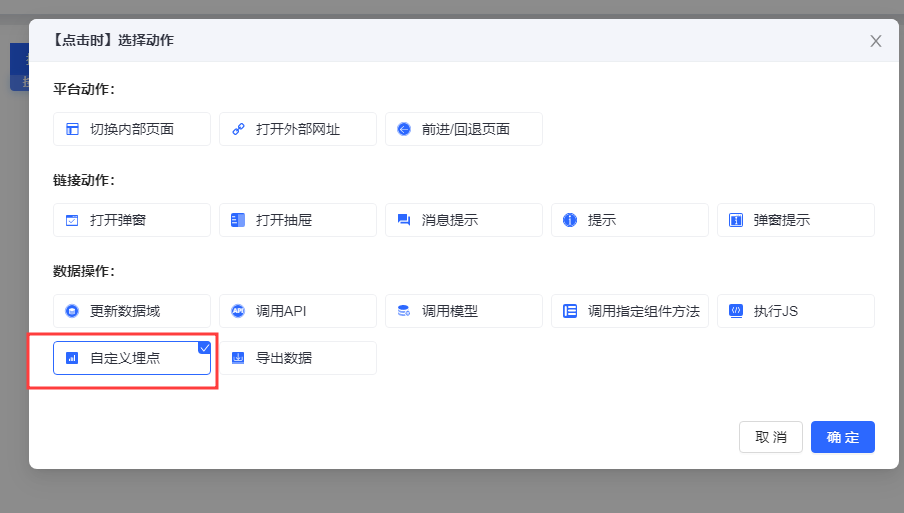 【点击时】选择动作
平台动作：
切换内部页面 打开外部网址 前进/回退页面
链接动作：
打开弹窗 打开抽屉 消息提示 提示 弹窗提示
数据操作：
更新数据域 API 调用API 调用模型 调用指定组件方法 执行JS
自定义埋点 导出数据
取 消 确 定